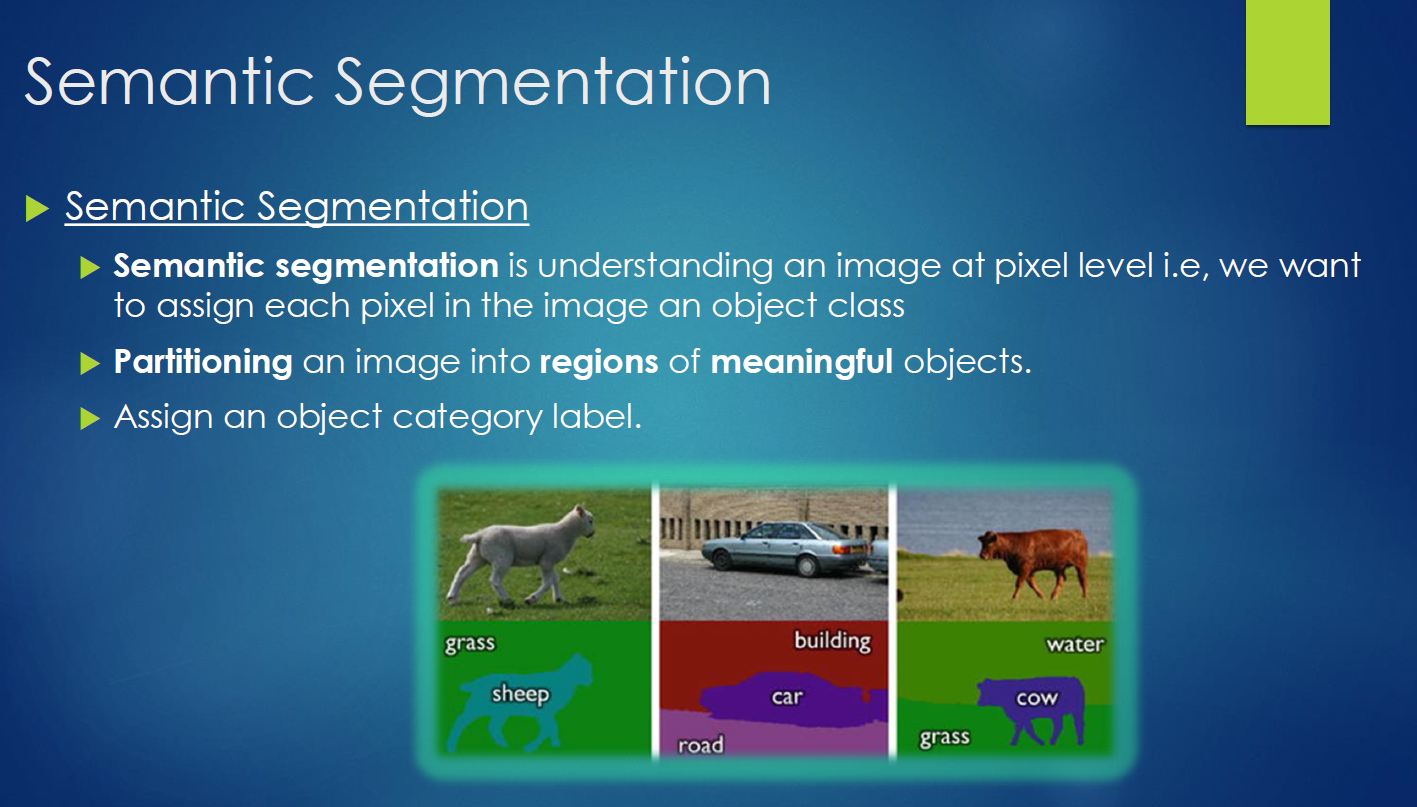 Semantic Segmentation
Semantic Segmentation
Semantic segmentation is understanding an image at pixel level i.e, we want
to assign each pixel in the image an object class
Partitioning an image into regions of meaningful objects.
Assign an object category label.
grass
sheep
building
car
road
water
cow
grass